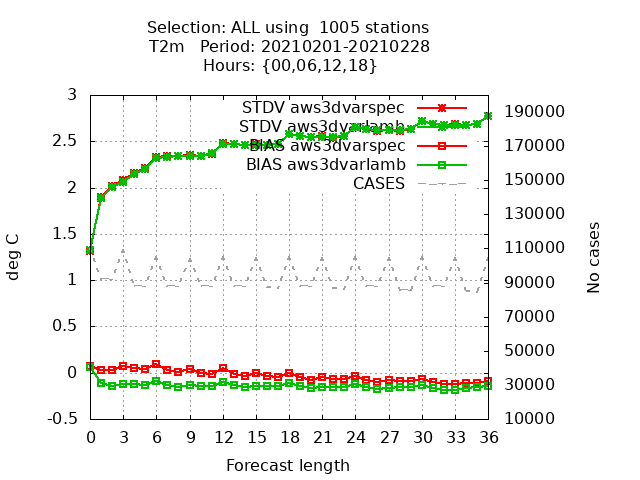 Selection: ALL using  1005 stations
T2m   Period: 20210201-20210228
Hours: {00,06,12,18}
STDV aws3dvarspec
STDV aws3dvarlamb
BIAS aws3dvarspec
BIAS aws3dvarlamb
CASES
3
2.5
2
1.5
1
0.5
0
-0.5
deg C
190000
170000
150000
130000
110000
90000
70000
50000
30000
10000
No cases
0 3 6 9 12 15 18 21 24 27 30 33 36
Forecast length